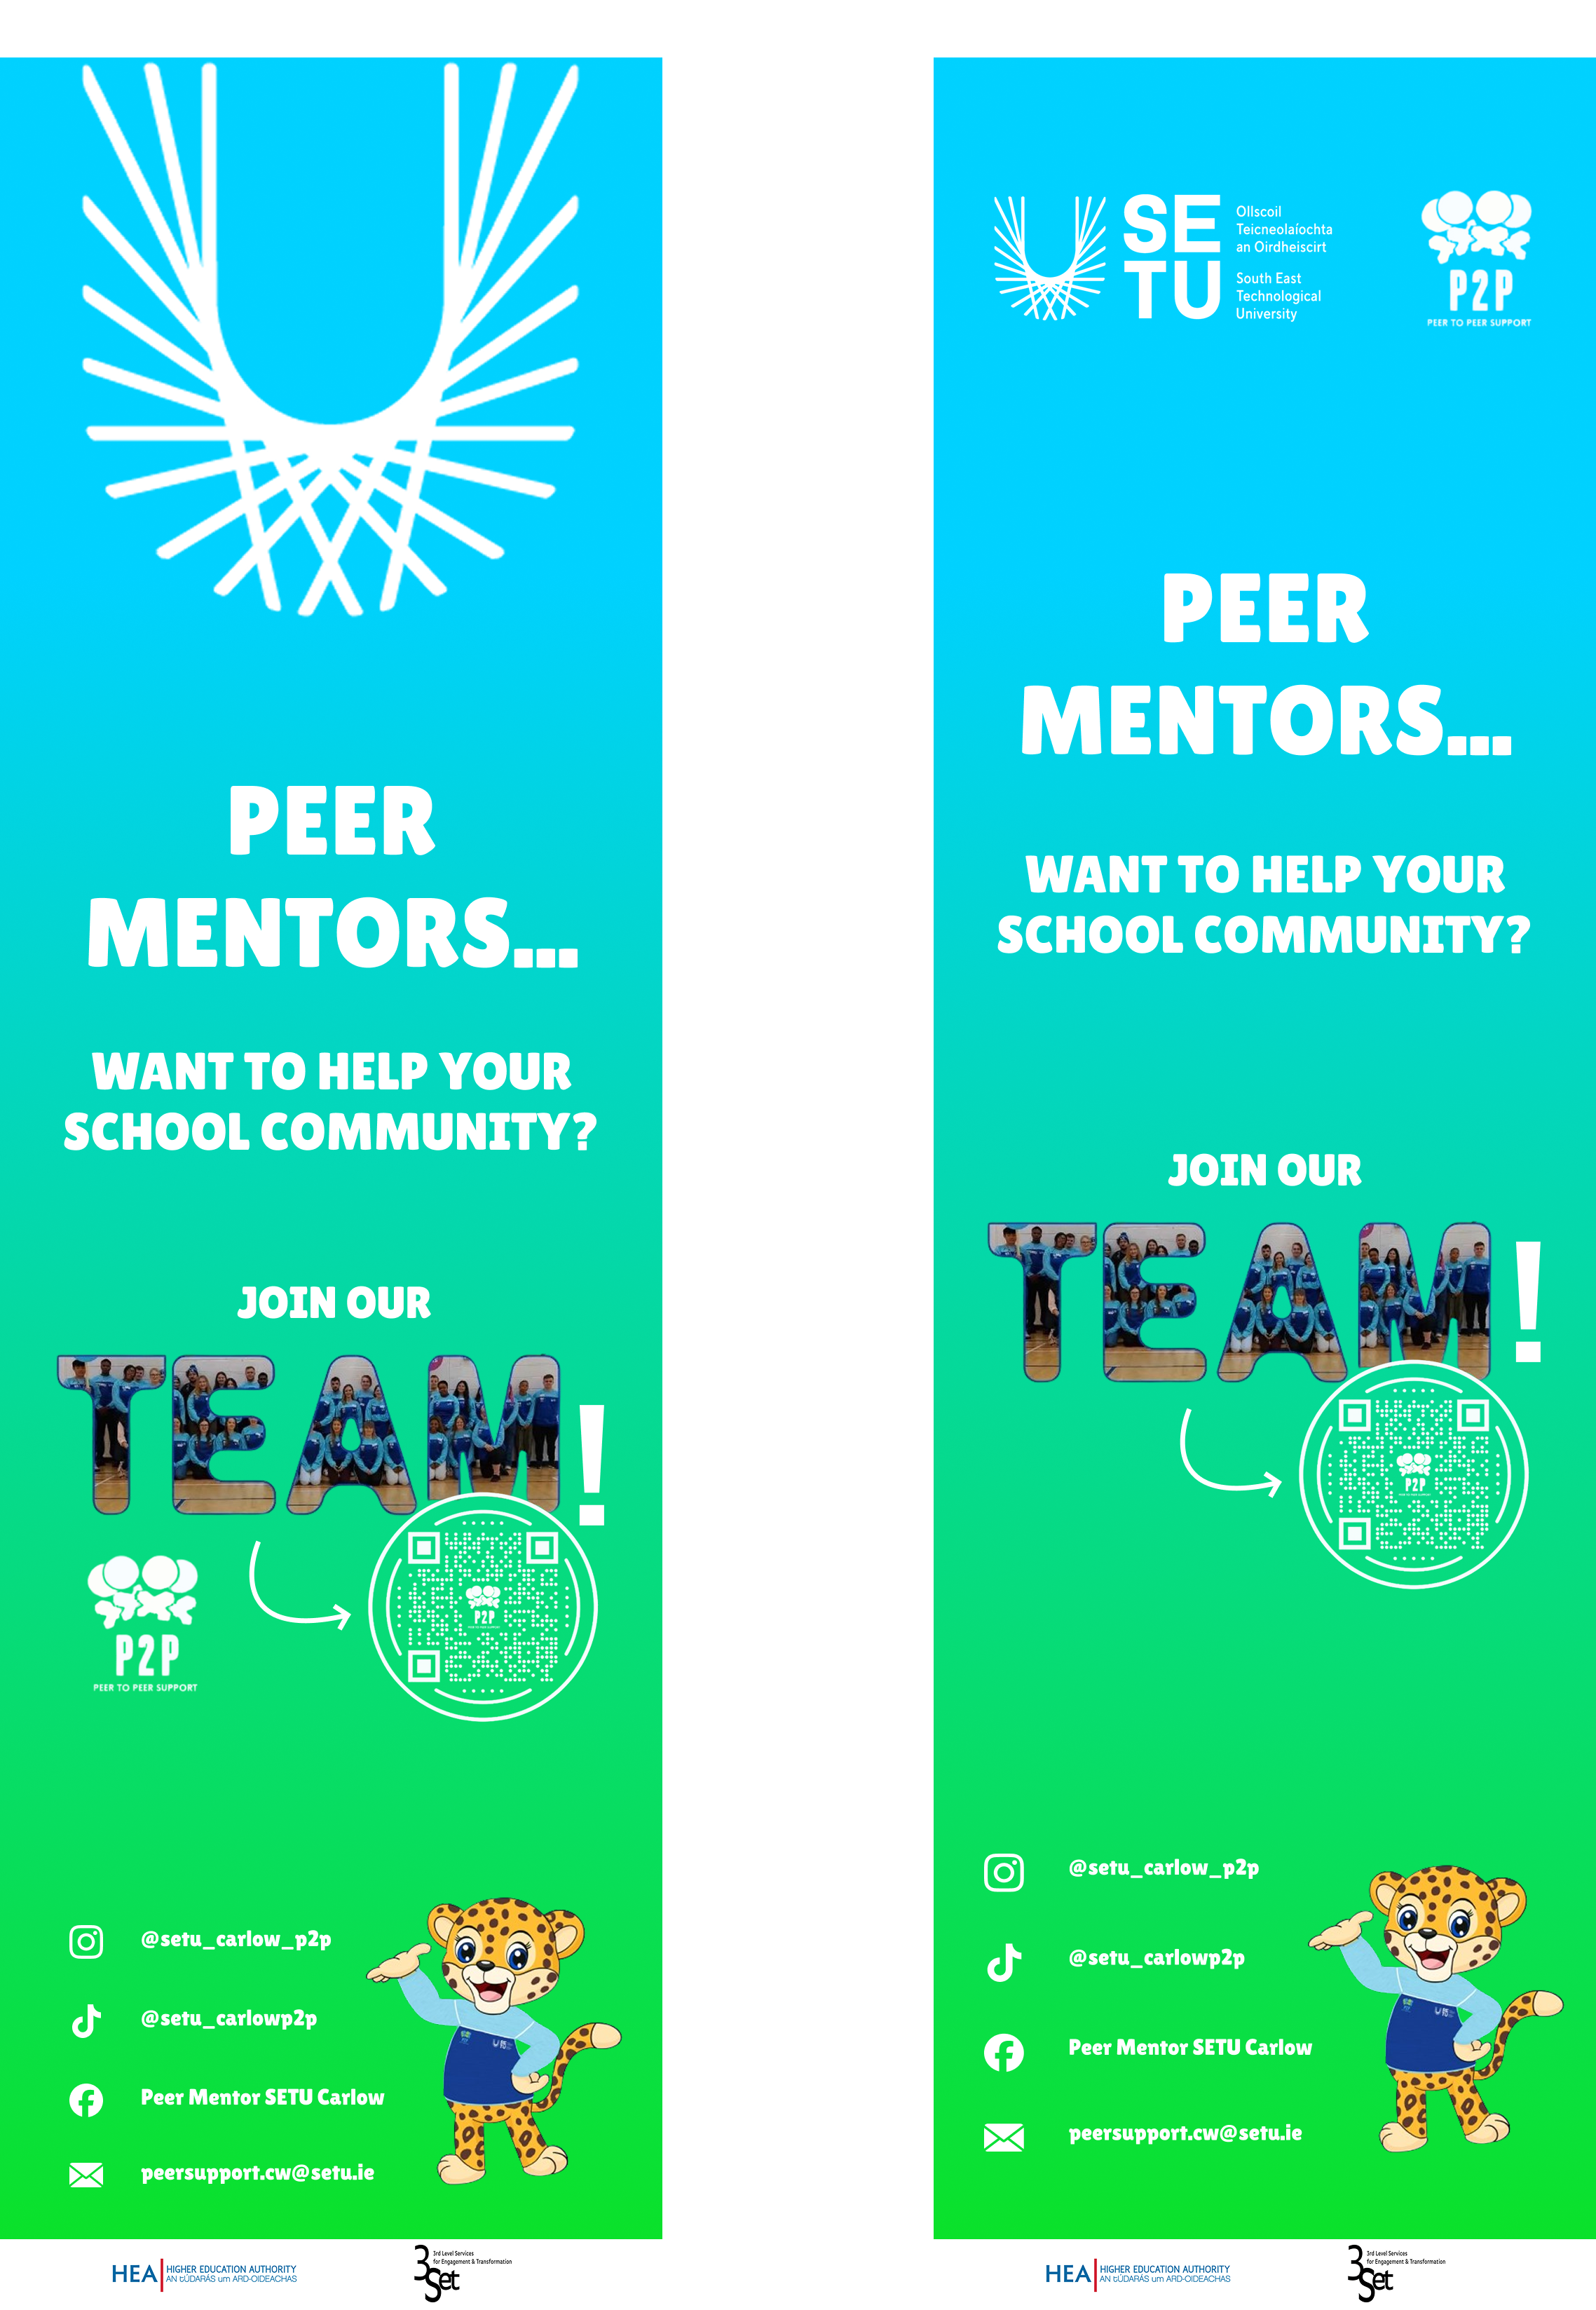 PEER
MENTORS...
WANT TO HELP YOUR
SCHOOL COMMUNITY?
JOIN OUR
TEAM!
P2P
PEER TO PEER SUPPORT
P2P
@setu_carlow_p2p
@setu_carlowp2p
Peer Mentor SETU Carlow
peersupport.cw@setu.ie
HEA HIGHER EDUCATION AUTHORITY
AN tÚDARÁS um ARD-OIDEACHAS
3Set
3rd Level Services
for Engagement & Transformation
SE
TU
Ollscoil
Teicneolaíochta
an Oirdheiscirt
South East
Technological
University
P2P
PEER TO PEER SUPPORT
PEER
MENTORS...
WANT TO HELP YOUR
SCHOOL COMMUNITY?
JOIN OUR
TEAM!
P2P
@setu_carlow_p2p
@setu_carlowp2p
Peer Mentor SETU Carlow
peersupport.cw@setu.ie
HEA HIGHER EDUCATION AUTHORITY
AN tÚDARÁS um ARD-OIDEACHAS
3Set
3rd Level Services
for Engagement & Transformation